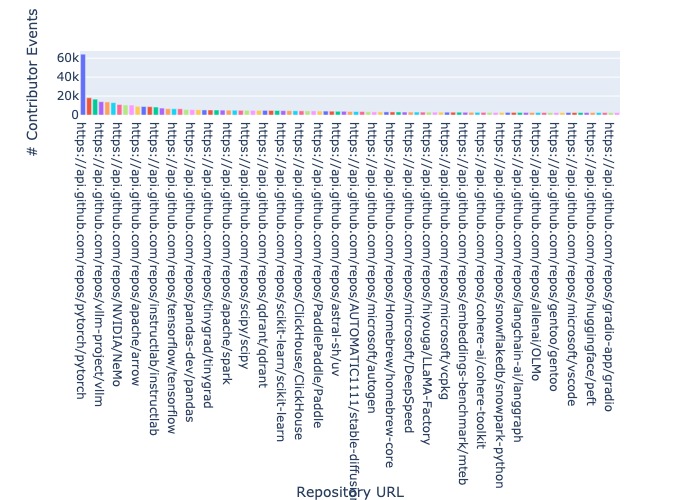 # Contributor Events
60k
40k
20k
0
https://api.github.com/repos/pytorch/pytorch
https://api.github.com/repos/vllm-project/vllm
https://api.github.com/repos/NVIDIA/NeMo
https://api.github.com/repos/apache/arrow
https://api.github.com/repos/instructlab/instructlab
https://api.github.com/repos/tensorflow/tensorflow
https://api.github.com/repos/pandas-dev/pandas
https://api.github.com/repos/tinygrad/tinygrad
https://api.github.com/repos/apache/spark
https://api.github.com/repos/scipy/scipy
https://api.github.com/repos/qdrant/qdrant
https://api.github.com/repos/scikit-learn/scikit-learn
https://api.github.com/repos/ClickHouse/ClickHouse
https://api.github.com/repos/PaddlePaddle/Paddle
https://api.github.com/repos/astral-sh/uv
https://api.github.com/repos/AUTOMATIC1111/stable-diffusion
https://api.github.com/repos/microsoft/autogen
https://api.github.com/repos/Homebrew/homebrew-core
https://api.github.com/repos/microsoft/DeepSpeed
https://api.github.com/repos/hiyouga/LLaMA-Factory
https://api.github.com/repos/microsoft/vcpkg
https://api.github.com/repos/embeddings-benchmark/mteb
https://api.github.com/repos/cohere-ai/cohere-toolkit
https://api.github.com/repos/snowflakedb/snowpark-python
https://api.github.com/repos/langchain-ai/langgraph
https://api.github.com/repos/allenai/OLMo
https://api.github.com/repos/gentoo/gentoo
https://api.github.com/repos/microsoft/vscode
https://api.github.com/repos/huggingface/peft
https://api.github.com/repos/gradio-app/gradio
Repository URL